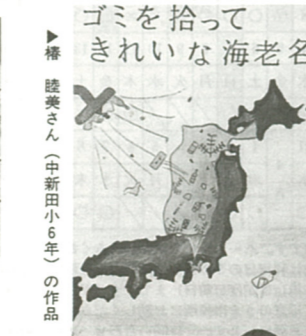 ゴミを拾って
きれいな海老名
▶椿 睦美さん（中新田小6年）の作品